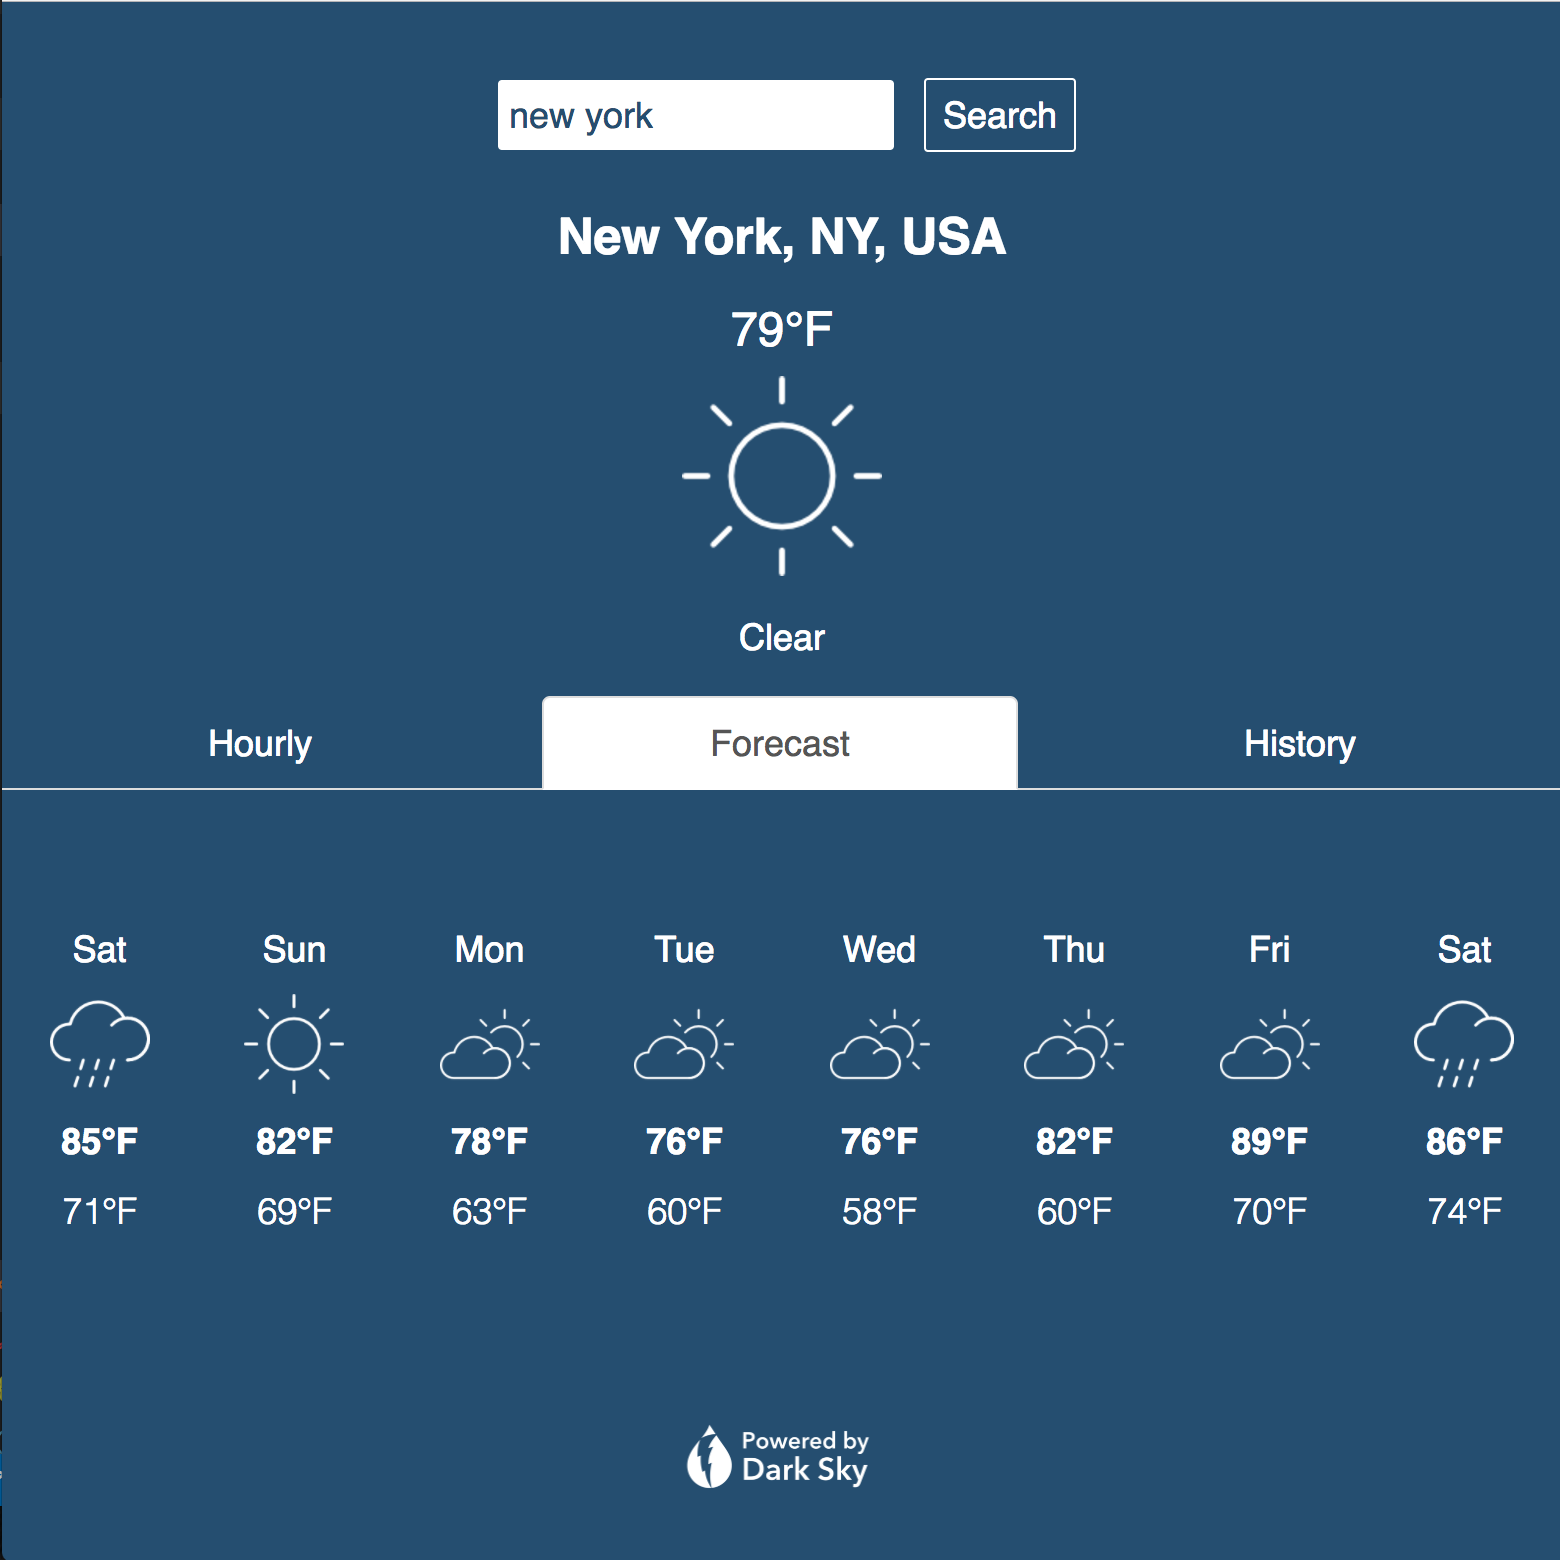 new york Search
New York, NY, USA
79°F
Clear
Hourly Forecast History
Sat Sun Mon Tue Wed Thu Fri Sat
85°F 82°F 78°F 76°F 76°F 82°F 89°F 86°F
71°F 69°F 63°F 60°F 58°F 60°F 70°F 74°F
Powered by
Dark Sky